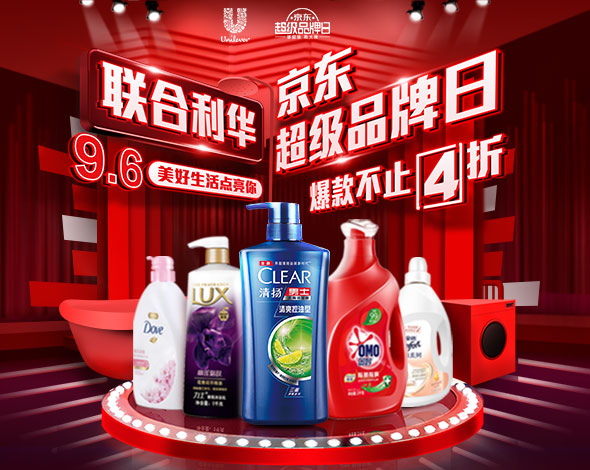 Unilever
京东
超级品牌日
联合利华
京东
超级品牌日
9.6
美好生活点亮你
爆款不止4折
Dove
LUX
CLEAR
清扬 男士
清爽控油型
OMO